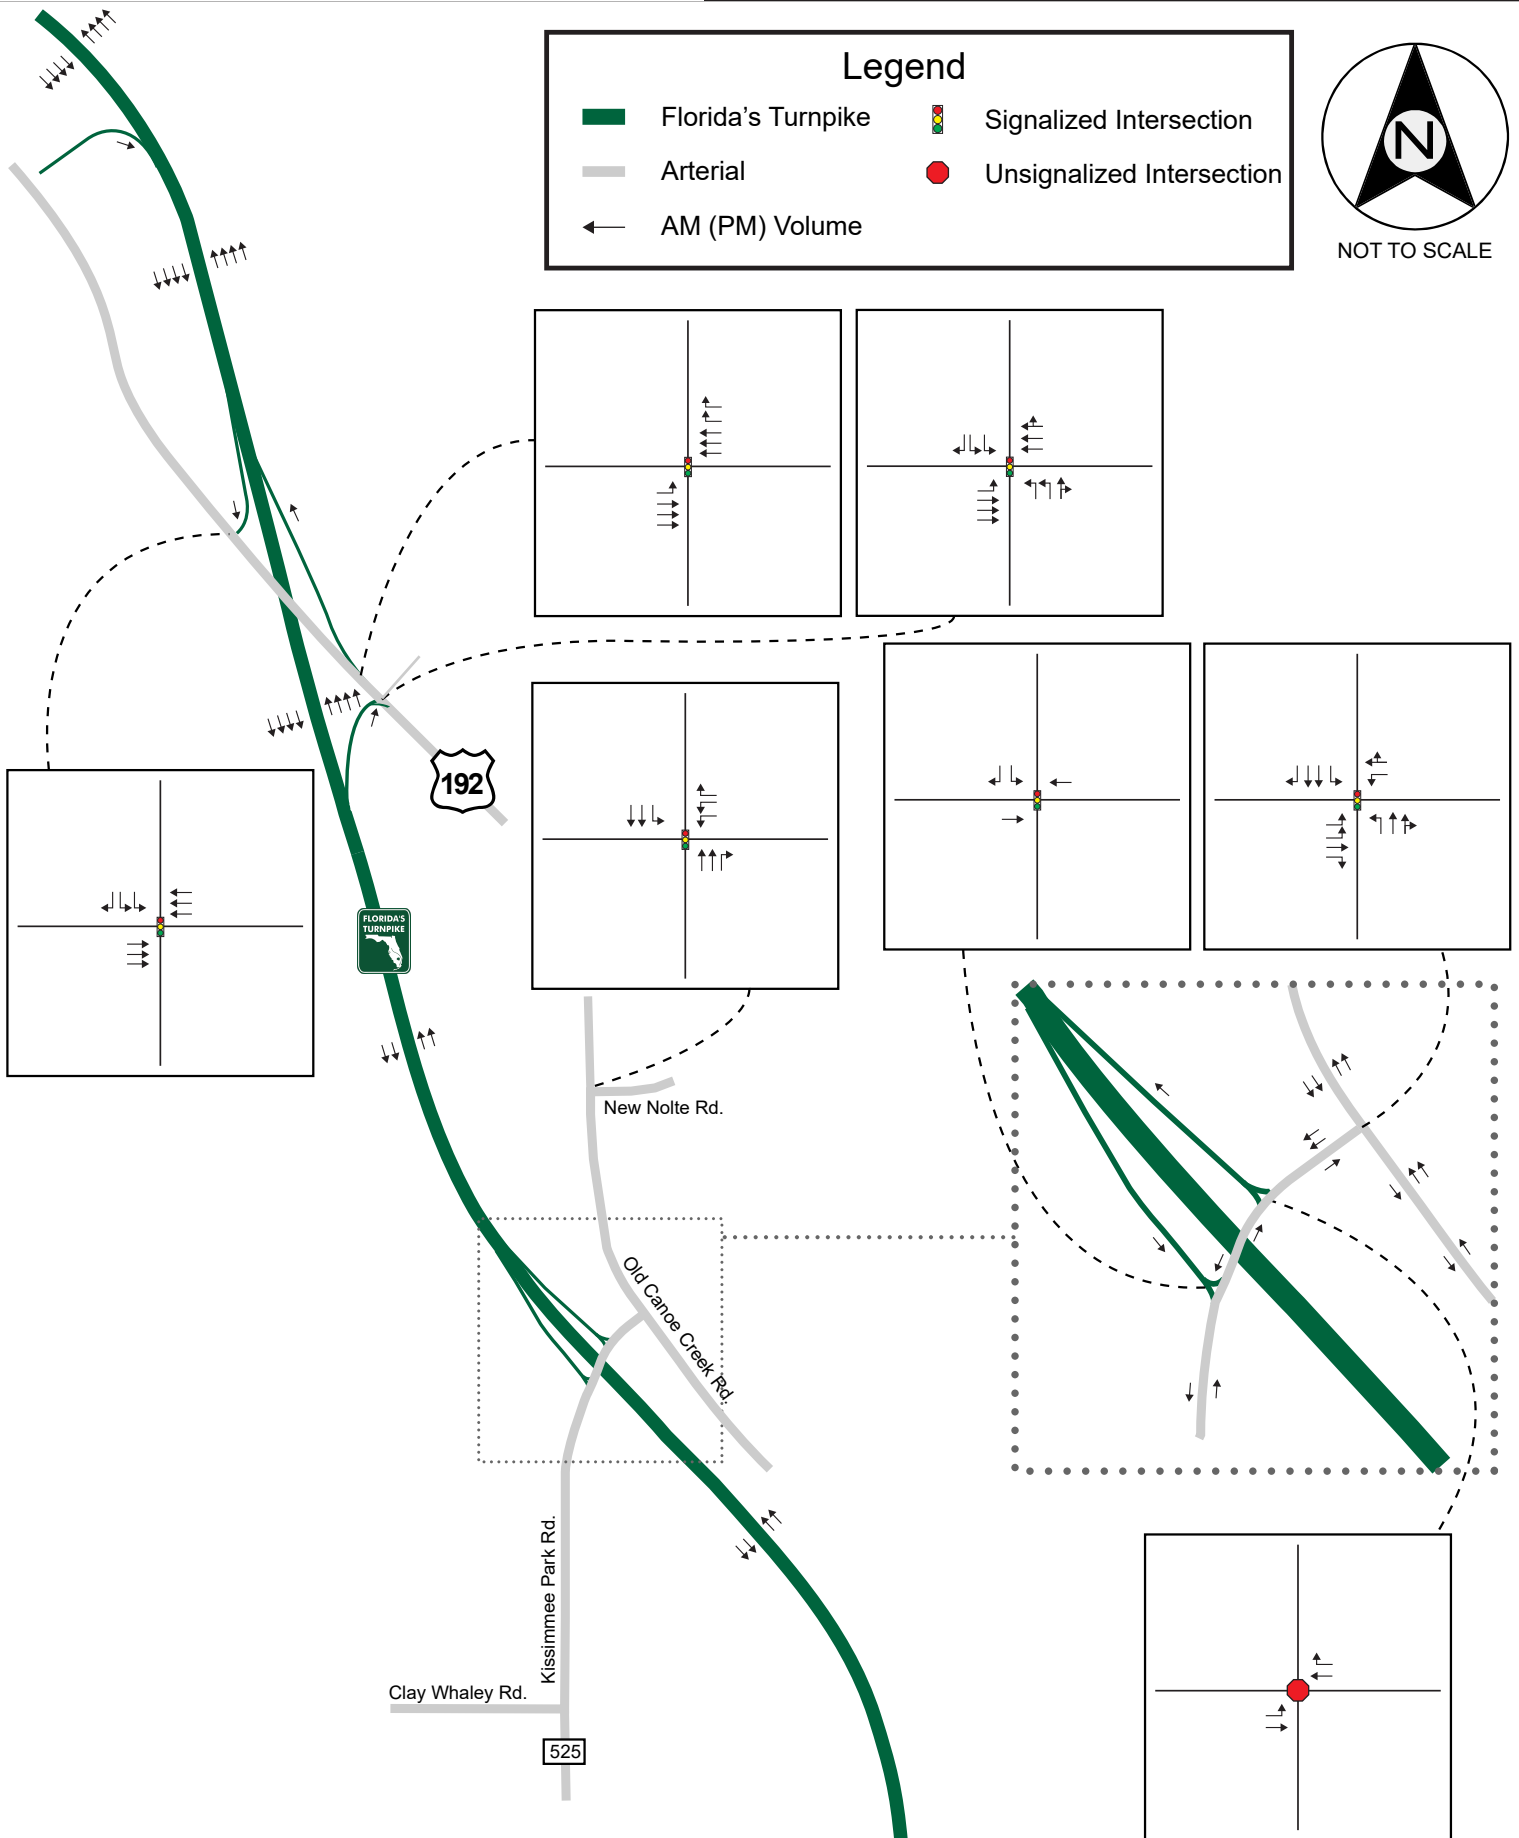 Legend
Florida's Turnpike
Signalized Intersection
Arterial
Unsignalized Intersection
AM (PM) Volume
N
NOT TO SCALE
192
FLORIDA'S
TURNPIKE
New Nolte Rd.
Old Canoe Creek Rd.
Kissimmee Park Rd.
Clay Whaley Rd.
525